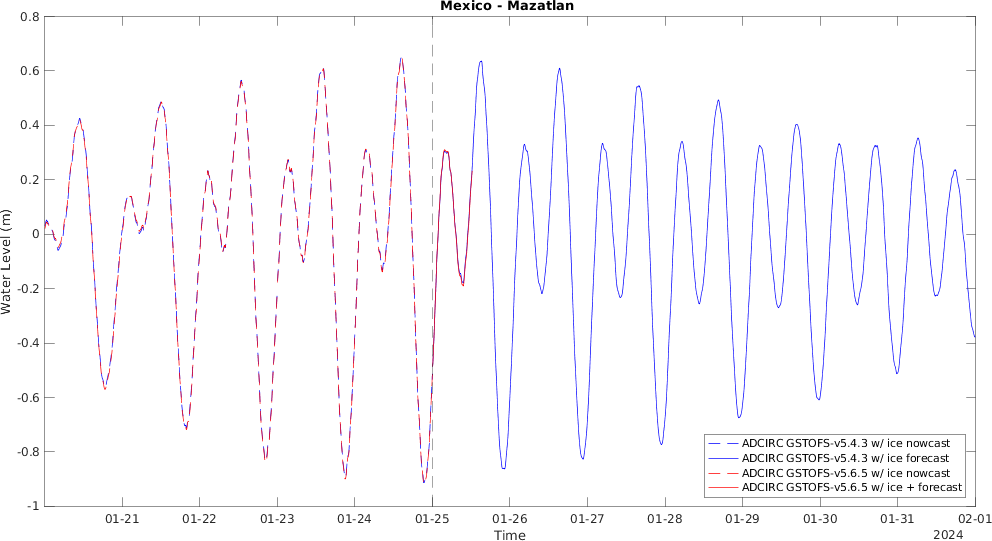 Mexico - Mazatlan
0.8
0.6
0.4
0.2
0
-0.2
-0.4
-0.6
-0.8
-1
Water Level (m)
ADCIRC GSTOFS-v5.4.3 w/ ice nowcast
ADCIRC GSTOFS-v5.4.3 w/ ice forecast
ADCIRC GSTOFS-v5.6.5 w/ ice nowcast
ADCIRC GSTOFS-v5.6.5 w/ ice + forecast
01-21 01-22 01-23 01-24 01-25 01-26 01-27 01-28 01-29 01-30 01-31 02-01
Time
2024